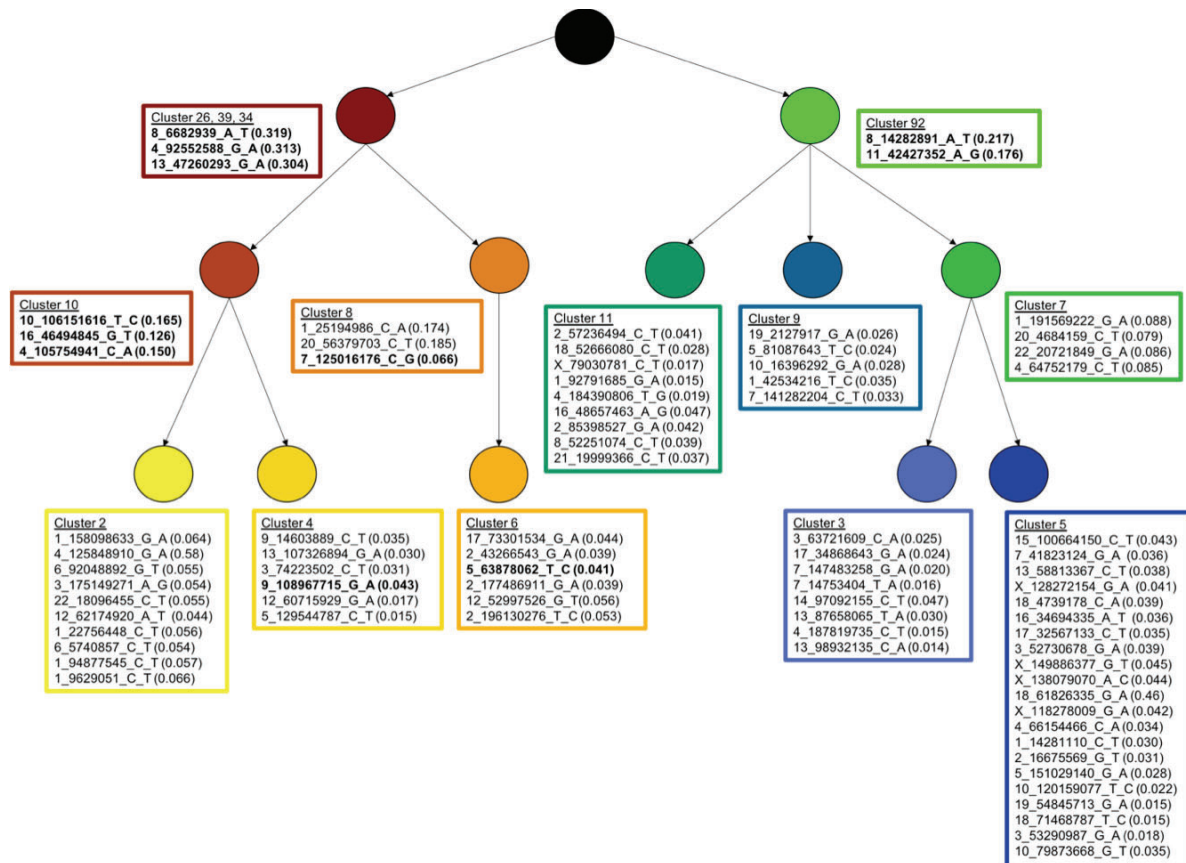 Cluster 26, 39, 34
8_6682939_A_T (0.319)
4_92552588_G_A (0.313)
13_47260293_G_A (0.304)
Cluster 92
8_14282891_A_T (0.217)
11_42427352_A_G (0.176)
Cluster 10
10_106151616_T_C (0.165)
16_46494845_G_T (0.126)
4_105754941_C_A (0.150)
Cluster 8
1_25194986_C_A (0.174)
20_56379703_C_T (0.185)
7_125016176_C_G (0.066)
Cluster 11
2_57236494_C_T (0.041)
18_52666080_C_T (0.028)
X_79030781_C_T (0.017)
1_92791685_G_A (0.015)
4_184390806_T_G (0.019)
16_48657463_A_G (0.047)
2_85398527_G_A (0.042)
8_52251074_C_T (0.039)
21_19999366_C_T (0.037)
Cluster 9
19_2127917_G_A (0.026)
5_81087643_T_C (0.024)
10_16396292_G_A (0.028)
1_42534216_T_C (0.035)
7_141282204_C_T (0.033)
Cluster 7
1_191569222_G_A (0.088)
20_4684159_C_T (0.079)
22_20721849_G_A (0.086)
4_64752179_C_T (0.085)
Cluster 2
1_158098633_G_A (0.064)
4_125848910_G_A (0.58)
6_92048892_G_T (0.055)
3_175149271_A_G (0.054)
22_18096455_C_T (0.055)
12_62174920_A_T (0.044)
1_22756448_C_T (0.056)
6_5740857_C_T (0.054)
1_94877545_C_T (0.057)
1_9629051_C_T (0.066)
Cluster 4
9_14603889_C_T (0.035)
13_107326894_G_A (0.030)
3_74223502_C_T (0.031)
9_108967715_G_A (0.043)
12_60715929_G_A (0.017)
5_129544787_C_T (0.015)
Cluster 6
17_73301534_G_A (0.044)
2_43266543_G_A (0.039)
5_63878062_T_C (0.041)
2_177486911_G_A (0.039)
12_52997526_G_T (0.056)
2_196130276_T_C (0.053)
Cluster 3
3_63721609_C_A (0.025)
17_34868643_G_A (0.024)
7_147483258_G_A (0.020)
7_14753404_T_A (0.016)
14_97092155_C_T (0.047)
13_87658065_T_A (0.030)
4_187819735_C_T (0.015)
13_98932135_C_A (0.014)
Cluster 5
15_100664150_C_T (0.043)
7_41823124_G_A (0.036)
13_58813367_C_T (0.038)
X_128272154_G_A (0.041)
18_4739178_C_A (0.039)
16_34694335_A_T (0.036)
17_32567133_C_T (0.035)
3_52730678_G_A (0.039)
X_149886377_G_T (0.045)
X_138079070_A_C (0.044)
18_61826335_G_A (0.46)
X_118278009_G_A (0.042)
4_66154466_C_A (0.034)
1_14281110_C_T (0.030)
2_16675569_G_T (0.031)
5_151029140_G_A (0.028)
10_120159077_T_C (0.022)
19_54845713_G_A (0.015)
18_71468787_T_C (0.015)
3_53290987_G_A (0.018)
10_79873668_G_T (0.035)